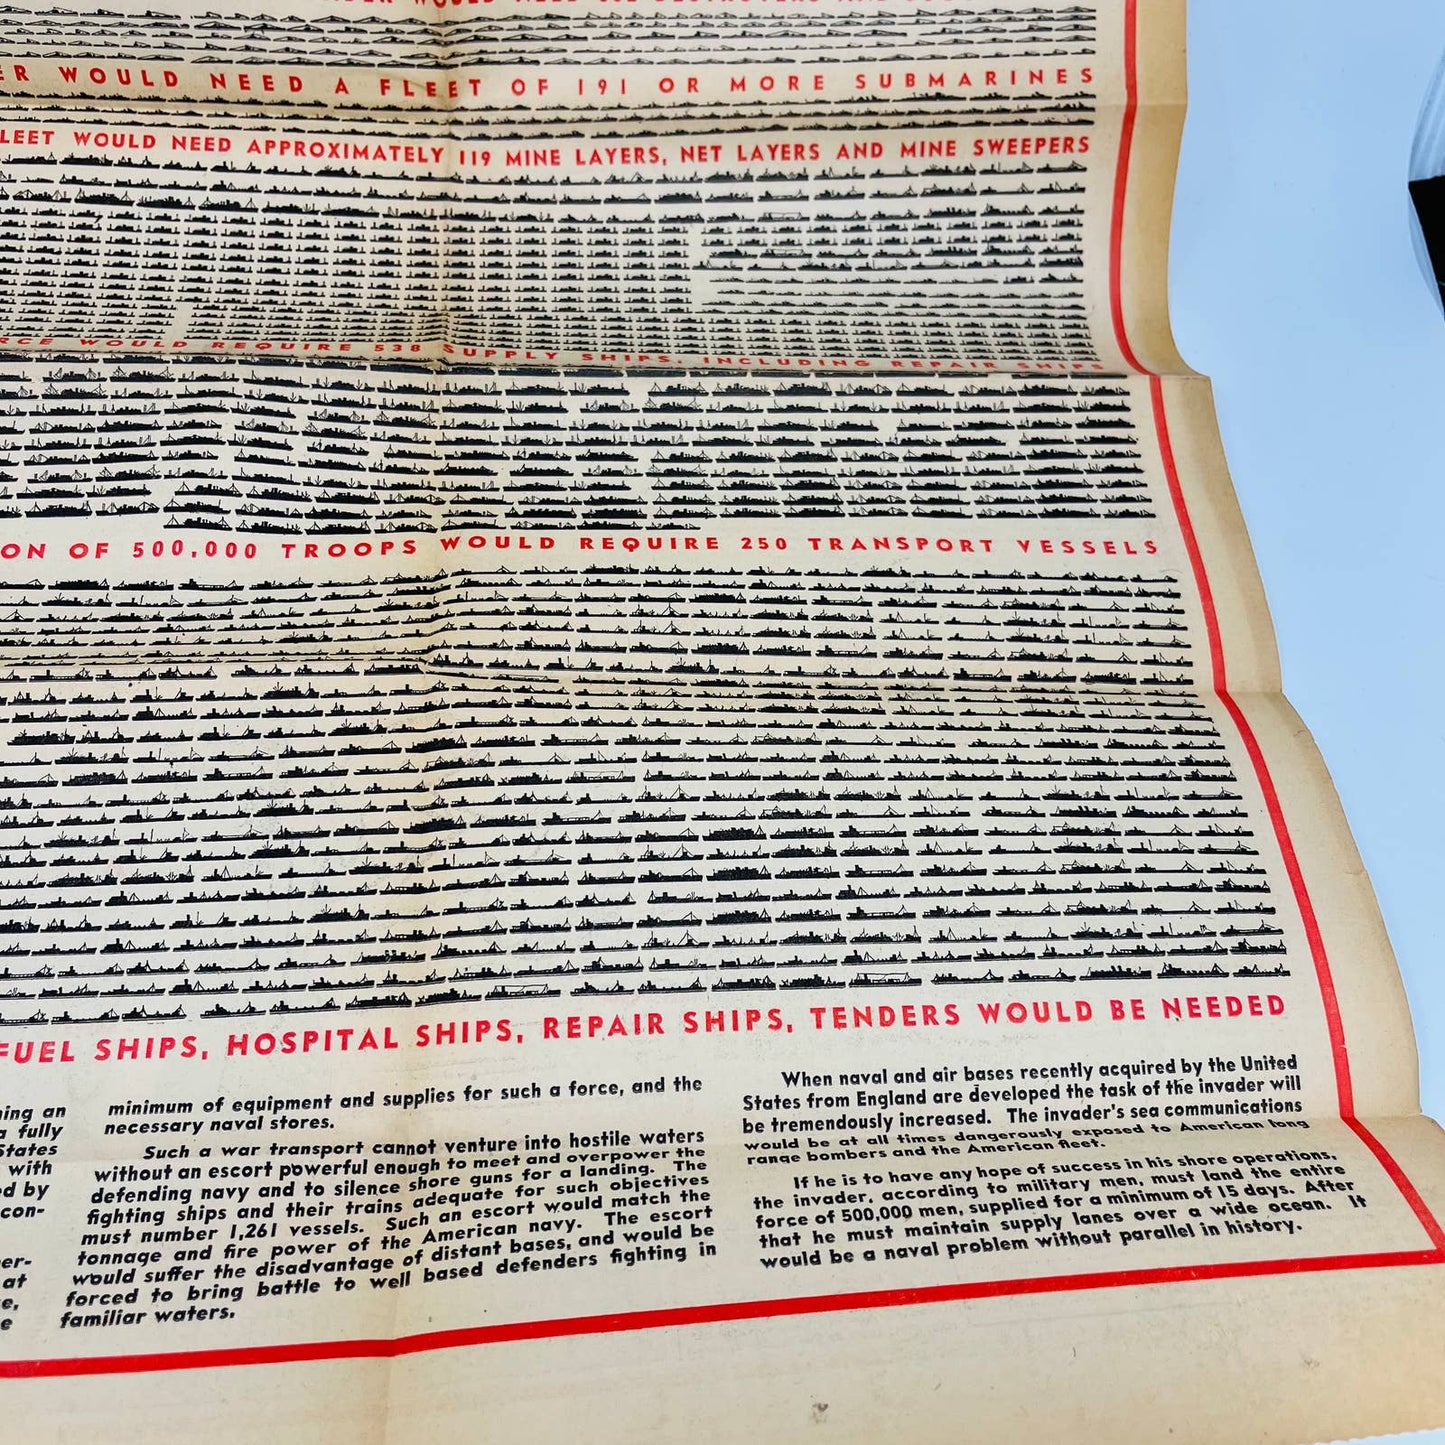 WOULD NEED
ER WOULD NEED A FLEET OF 191 OR MORE SUBMARINES
LEET WOULD NEED APPROXIMATELY 119 MINE LAYERS, NET LAYERS AND MINE SWEEPERS
RCE WOULD REQUIRE 538 SUPPLY SHIPS, INCLUDING REPAIR SHIPS
ON OF 500,000 TROOPS WOULD REQUIRE 250 TRANSPORT VESSELS
FUEL SHIPS, HOSPITAL SHIPS, REPAIR SHIPS, TENDERS WOULD BE NEEDED
ning an
a fully
States
with
ed by
con-
er-
at
e,
e
minimum of equipment and supplies for such a force, and the
necessary naval stores.
Such a war transport cannot venture into hostile waters
without an escort powerful enough to meet and overpower the
defending navy and to silence shore guns for a landing. The
fighting ships and their trains adequate for such objectives
must number 1,261 vessels. Such an escort would match the
tonnage and fire power of the American navy. The escort
would suffer the disadvantage of distant bases, and would be
forced to bring battle to well based defenders fighting in
familiar waters.
When naval and air bases recently acquired by the United
States from England are developed the task of the invader will
be tremendously increased. The invader's sea communications
would be at all times dangerously exposed to American long
range bombers and the American fleet.
If he is to have any hope of success in his shore operations,
the invader, according to military men, must land the entire
force of 500,000 men, supplied for a minimum of 15 days. After
that he must maintain supply lanes over a wide ocean. It
would be a naval problem without parallel in history.